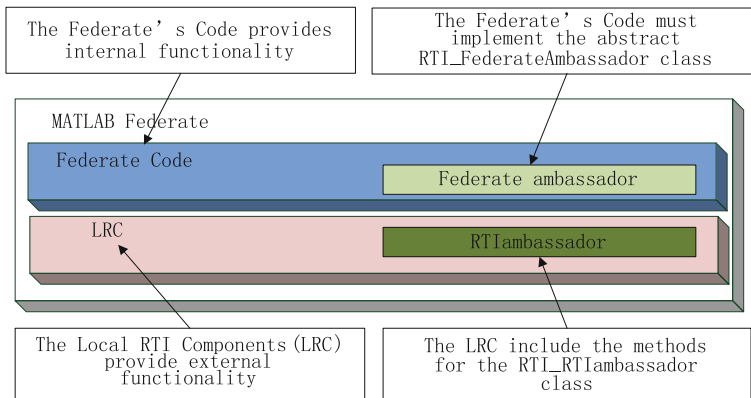 The Federate's Code provides
internal functionality
The Federate's Code must
implement the abstract
RTI_FederateAmbassador class
MATLAB Federate
Federate Code
Federate ambassador
LRC
RTIambassador
The Local RTI Components(LRC)
provide external
functionality
The LRC include the methods
for the RTI_RTIambassador
class